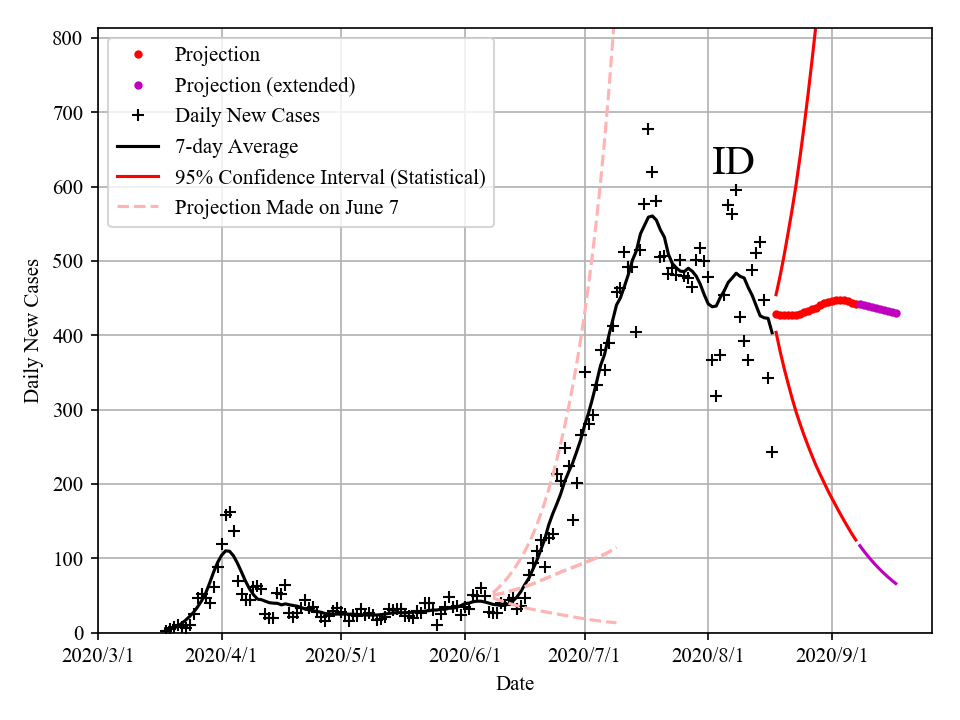 800
700
600
500
400
300
200
100
0
Daily New Cases
Projection
Projection (extended)
Daily New Cases
7-day Average
95% Confidence Interval (Statistical)
Projection Made on June 7
ID
2020/3/1 2020/4/1 2020/5/1 2020/6/1 2020/7/1 2020/8/1 2020/9/1
Date